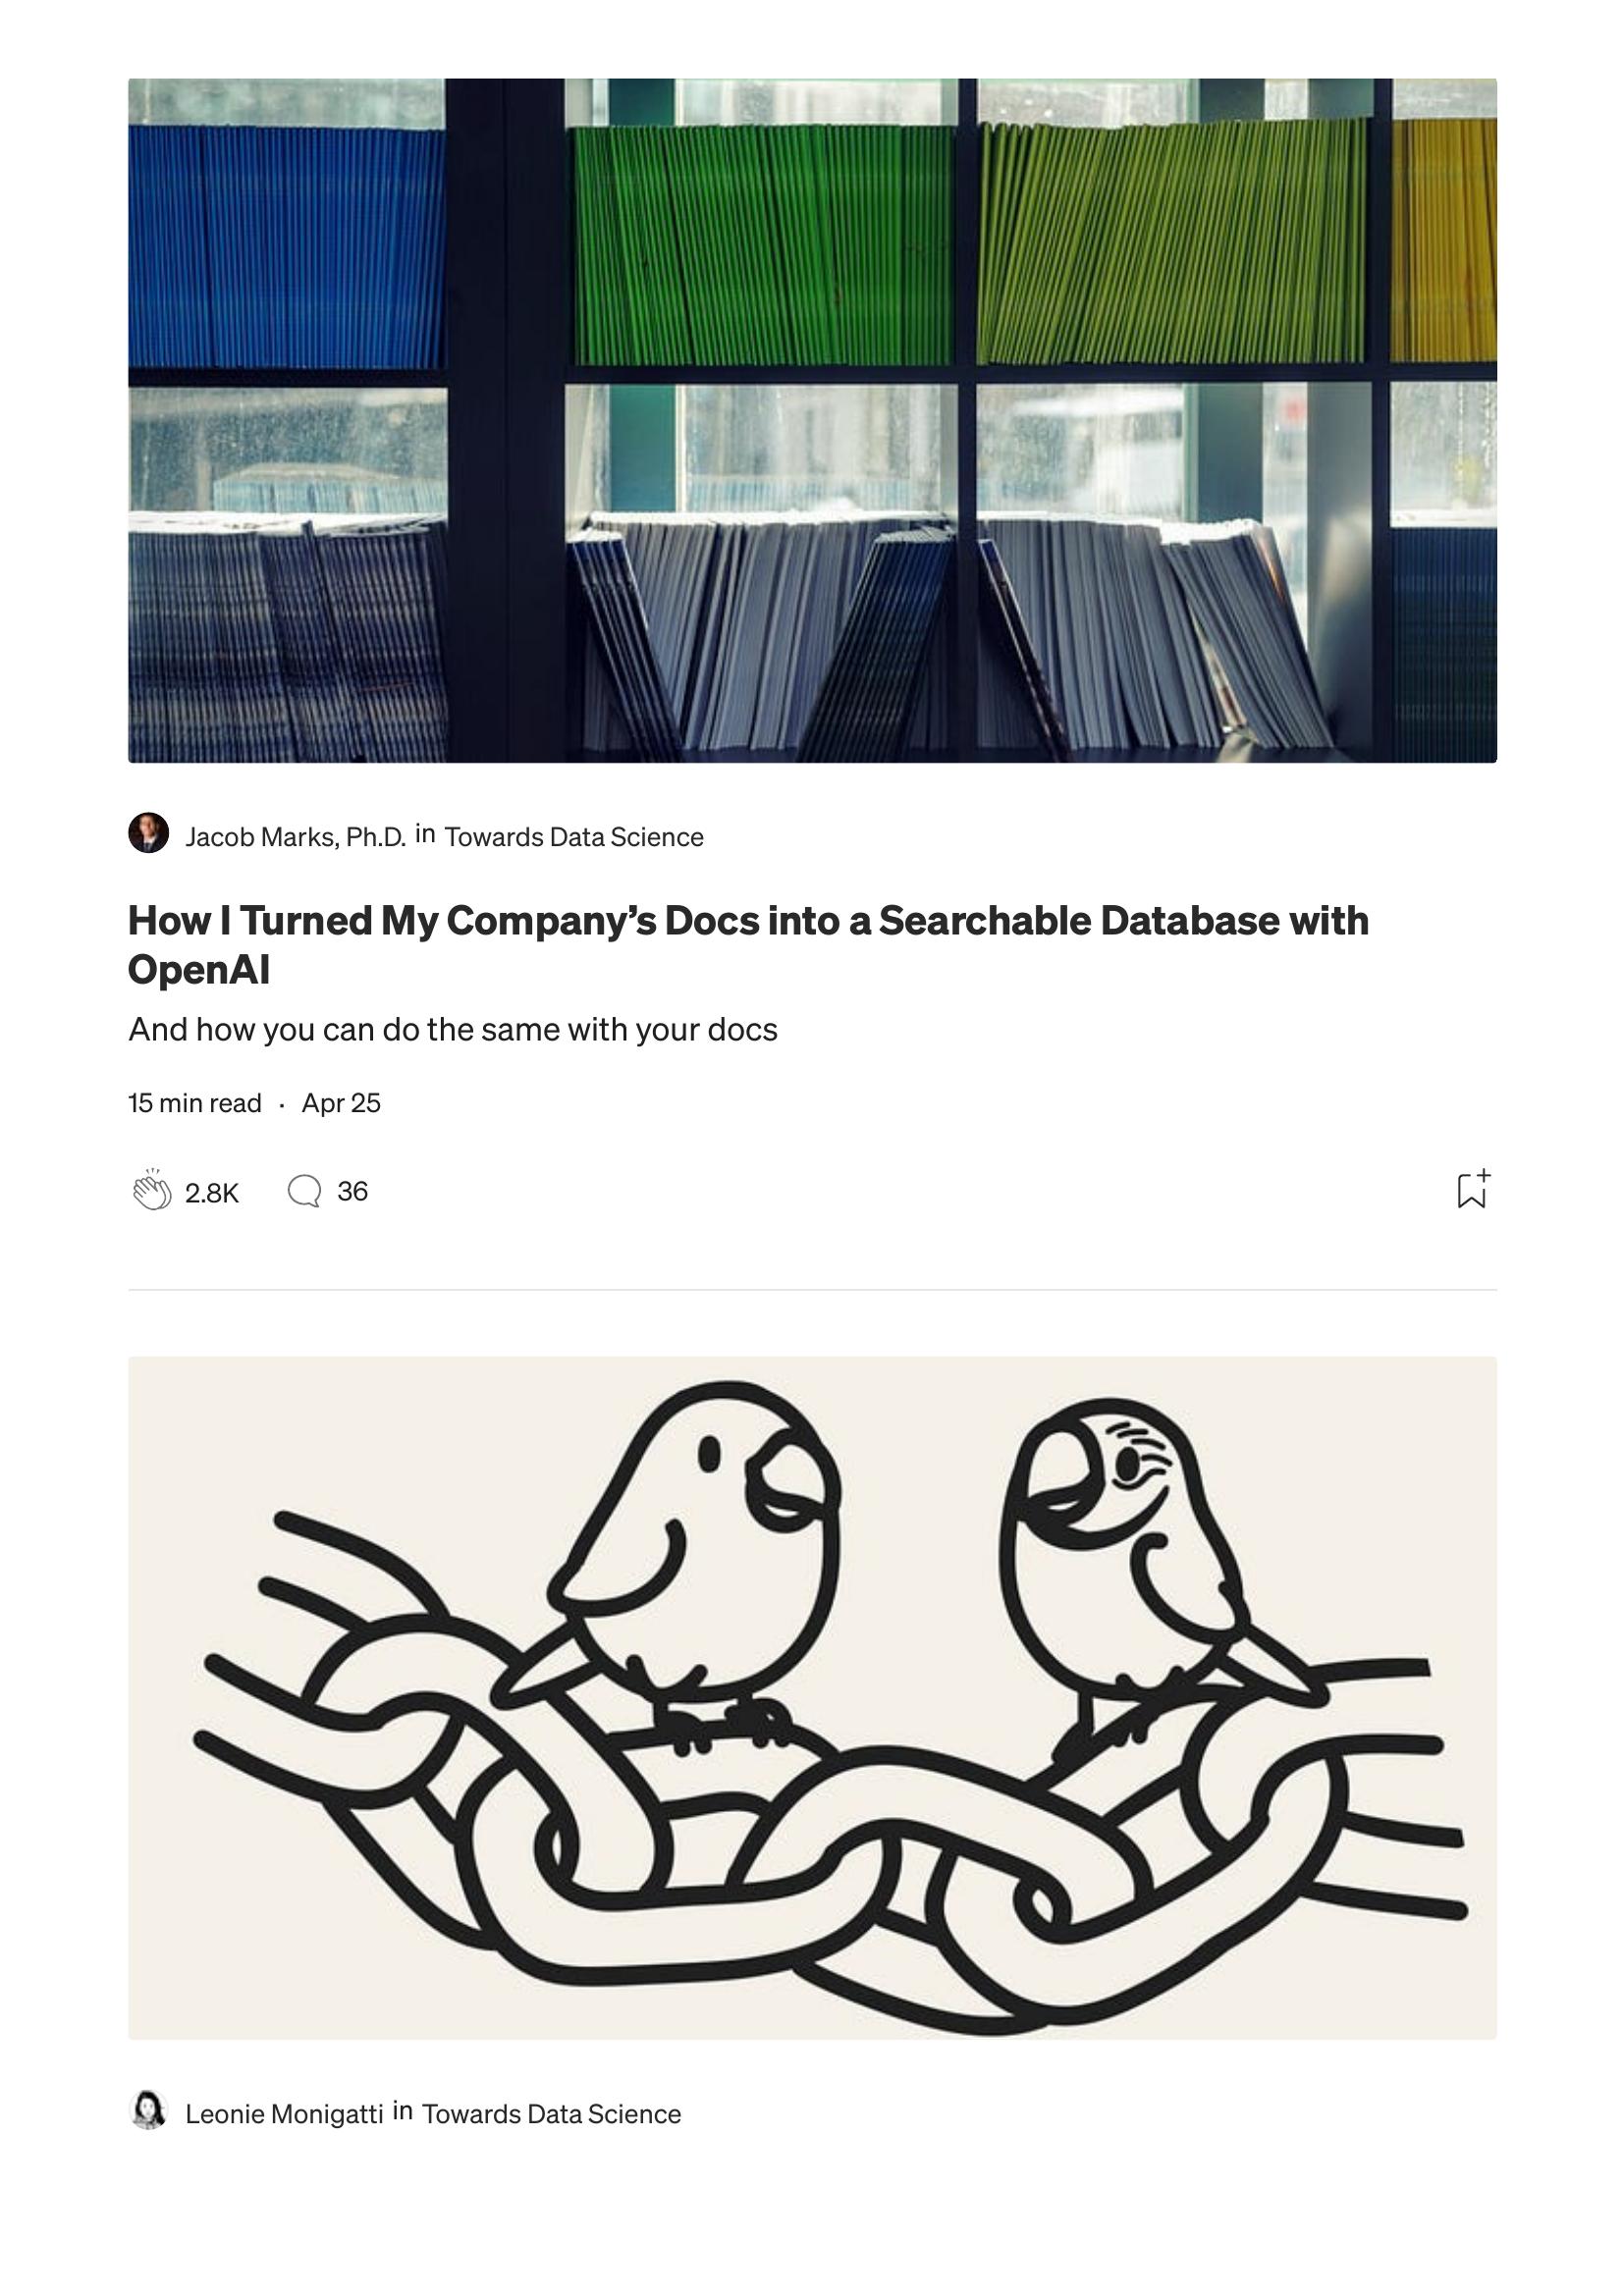 Jacob Marks, Ph.D. in Towards Data Science
How I Turned My Company’s Docs into a Searchable Database with
OpenAI
And how you can do the same with your docs
15 min read · Apr 25
2.8K 36
Leonie Monigatti in Towards Data Science